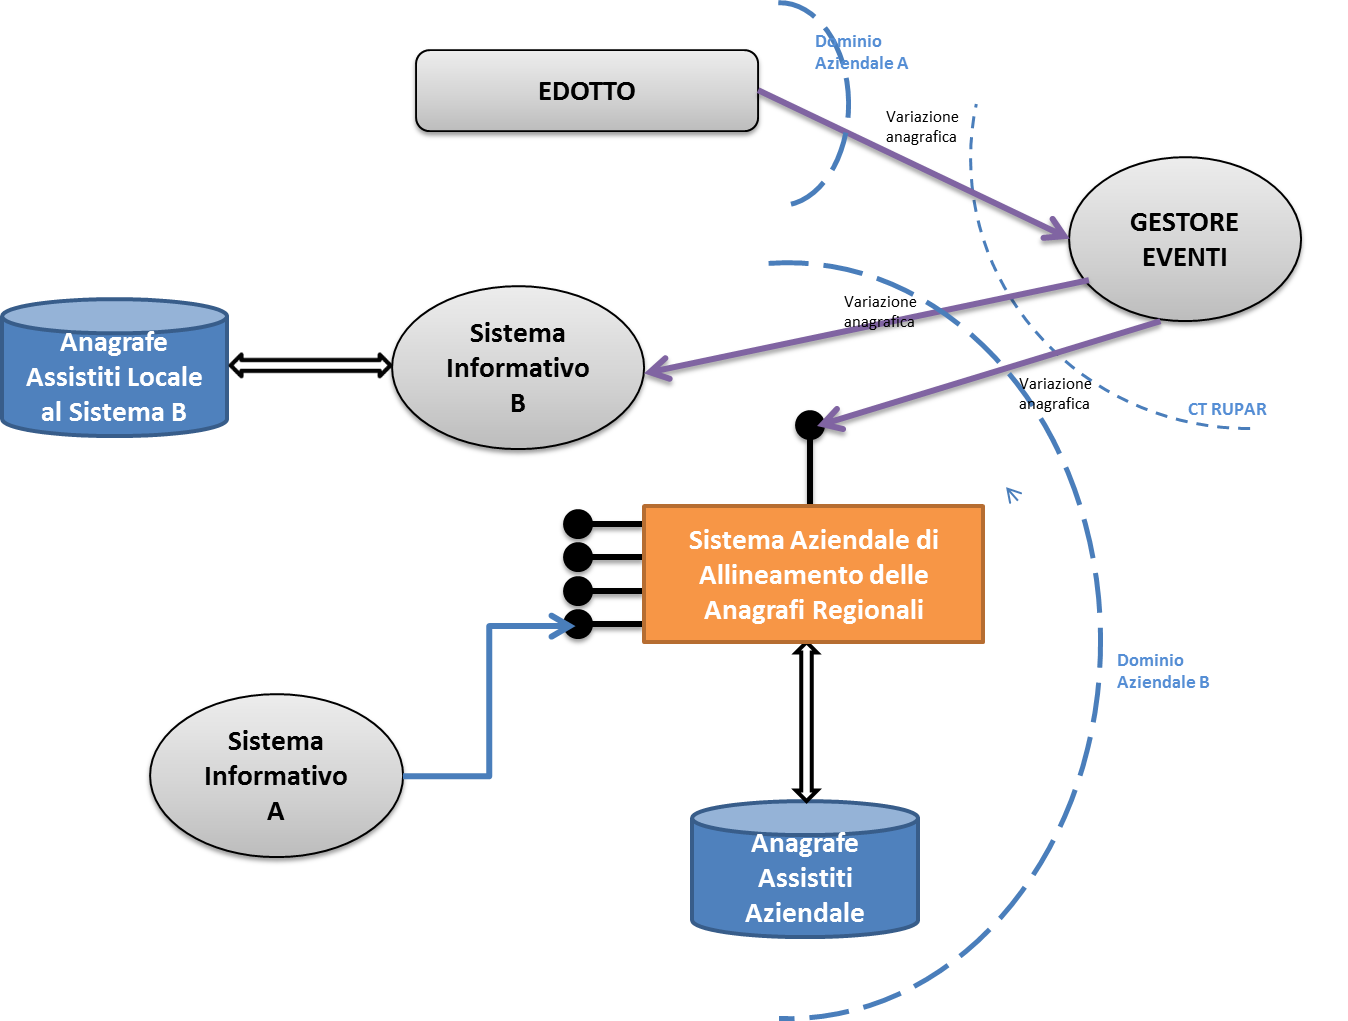 Dominio
Aziendale A
EDOTTO
Variazione
anagrafica
GESTORE
EVENTI
Variazione
anagrafica
Anagrafe
Assistiti Locale
al Sistema B
Sistema
Informativo
B
Variazione
anagrafica
CT RUPAR
Sistema Aziendale di
Allineamento delle
Anagrafi Regionali
Dominio
Aziendale B
Sistema
Informativo
A
Anagrafe
Assistiti
Aziendale